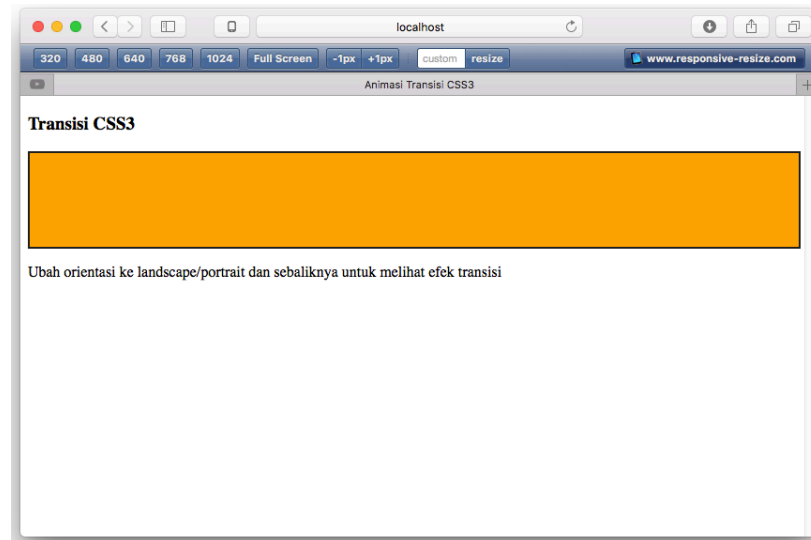 localhost
320 480 640 768 1024 Full Screen -1px +1px custom resize www.responsive-resize.com
Animasi Transisi CSS3
Transisi CSS3
Ubah orientasi ke landscape/portrait dan sebaliknya untuk melihat efek transisi